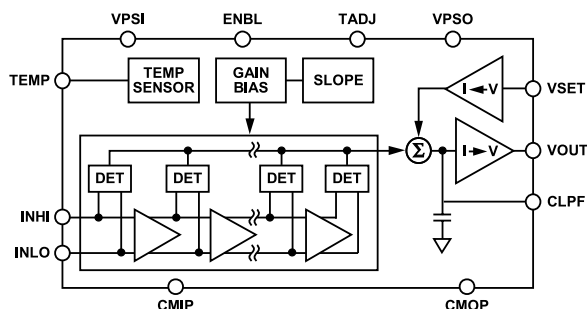 VPSI ENBL TADJ VPSO
TEMP
TEMP
SENSOR
GAIN
BIAS
SLOPE
I ← V
VSET
Σ
I → V
VOUT
DET DET DET DET
CLPF
INHI
INLO
CMIP CMOP